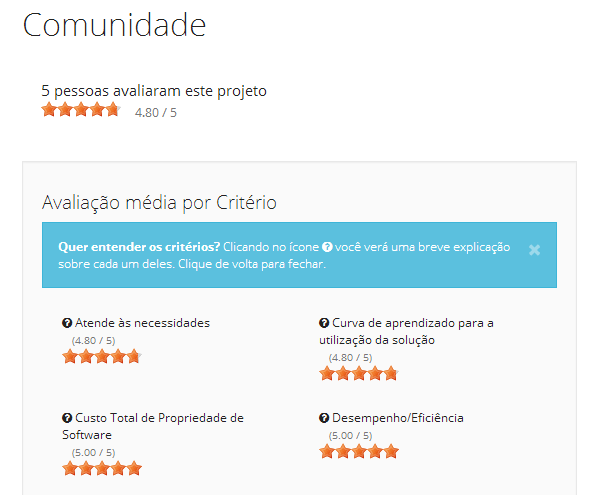 Comunidade
5 pessoas avaliaram este projeto
4.80 / 5
Avaliação média por Critério
Quer entender os critérios? Clicando no ícone ? você verá uma breve explicação
sobre cada um deles. Clique de volta para fechar.
×
? Atende às necessidades
(4.80 / 5)
? Curva de aprendizado para a
utilização da solução
(4.80 / 5)
? Custo Total de Propriedade de
Software
(5.00 / 5)
? Desempenho/Eficiência
(5.00 / 5)